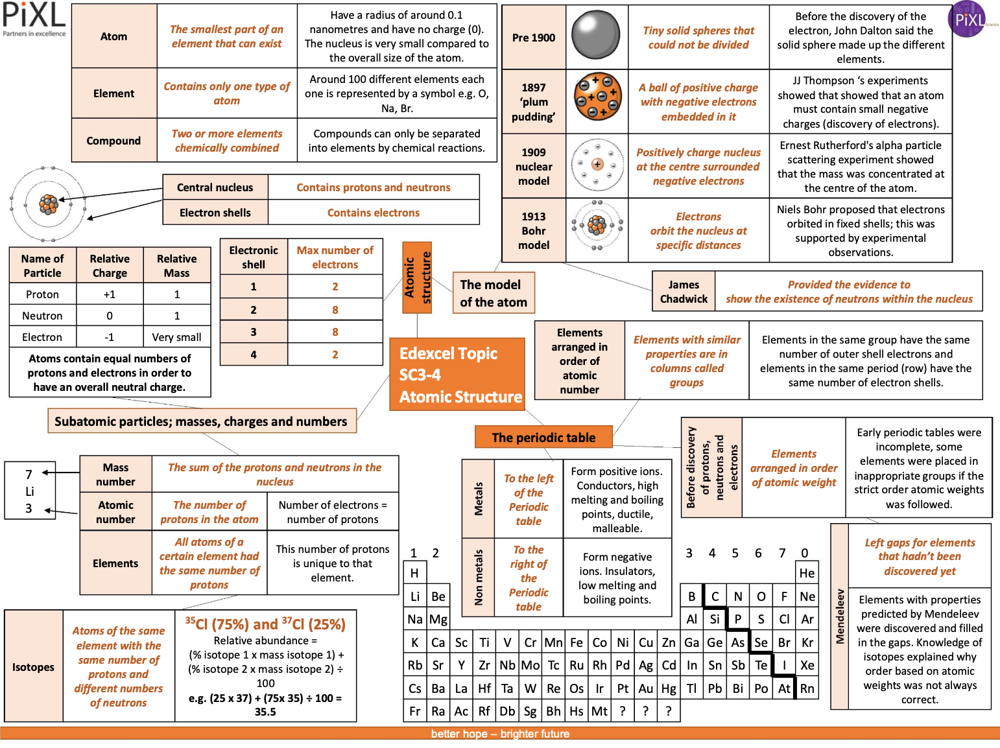 PiXL
Partners in excellence
Atom
The smallest part of an
element that can exist
Have a radius of around 0.1
nanometres and have no charge (0).
The nucleus is very small compared to
the overall size of the atom.
Element
Contains only one type of
atom
Around 100 different elements each
one is represented by a symbol e.g. O,
Na, Br.
Compound
Two or more elements
chemically combined
Compounds can only be separated
into elements by chemical reactions.
Pre 1900
Tiny solid spheres that
could not be divided
Before the discovery of the
electron, John Dalton said the
solid sphere made up the different
elements.
1897
‘plum
pudding’
A ball of positive charge
with negative electrons
embedded in it
JJ Thompson ‘s experiments
showed that showed that an atom
must contain small negative
charges (discovery of electrons).
1909
nuclear
model
Positively charge nucleus
at the centre surrounded
negative electrons
Ernest Rutherford's alpha particle
scattering experiment showed
that the mass was concentrated at
the centre of the atom.
1913
Bohr
model
Electrons
orbit the nucleus at
specific distances
Niels Bohr proposed that electrons
orbited in fixed shells; this was
supported by experimental
observations.
PiXL
Science
Central nucleus
Contains protons and neutrons
Electron shells
Contains electrons
Name of
Particle
Relative
Charge
Relative
Mass
Proton +1 1
Neutron 0 1
Electron -1 Very small
Atoms contain equal numbers of
protons and electrons in order to
have an overall neutral charge.
Electronic
shell
Max number of
electrons
1 2
2 8
3 8
4 2
Atomic
structure
The model
of the atom
James
Chadwick
Provided the evidence to
show the existence of neutrons within the nucleus
Edexcel Topic
SC3-4
Atomic Structure
Elements
arranged in
order of
atomic
number
Elements with similar
properties are in
columns called
groups
Elements in the same group have the same
number of outer shell electrons and
elements in the same period (row) have the
same number of electron shells.
Subatomic particles; masses, charges and numbers
The periodic table
Before discovery
of protons,
neutrons and
electrons
Elements
arranged in order
of atomic weight
Early periodic tables were
incomplete, some
elements were placed in
inappropriate groups if the
strict order atomic weights
was followed.
7
Li
3
Mass
number
The sum of the protons and neutrons in the
nucleus
Atomic
number
The number of
protons in the atom
Number of electrons =
number of protons
Elements
All atoms of a
certain element had
the same number of
protons
This number of protons
is unique to that
element.
Metals
To the left
of the
Periodic
table
Form positive ions.
Conductors, high
melting and boiling
points, ductile,
malleable.
Non metals
To the
right of
the
Periodic
table
Form negative
ions. Insulators,
low melting and
boiling points.
Mendeleev
Left gaps for elements
that hadn’t been
discovered yet
Elements with properties
predicted by Mendeleev
were discovered and filled
in the gaps. Knowledge of
isotopes explained why
order based on atomic
weights was not always
correct.
Isotopes
Atoms of the same
element with the
same number of
protons and
different numbers
of neutrons
³⁵Cl (75%) and ³⁷Cl (25%)
Relative abundance =
(% isotope 1 x mass isotope 1) +
(% isotope 2 x mass isotope 2) ÷
100
e.g. (25 x 37) + (75x 35) ÷ 100 =
35.5
1 2 3 4 5 6 7 0
H He
Li Be B C N O F Ne
Na Mg Al Si P S Cl Ar
K Ca Sc Ti V Cr Mn Fe Co Ni Cu Zn Ga Ge As Se Br Kr
Rb Sr Y Zr Nb Mo Tc Ru Rh Pd Ag Cd In Sn Sb Te I Xe
Cs Ba La Hf Ta W Re Os Ir Pt Au Hg Tl Pb Bi Po At Rn
Fr Ra Ac Rf Db Sg Bh Hs Mt ? ? ?
better hope – brighter future